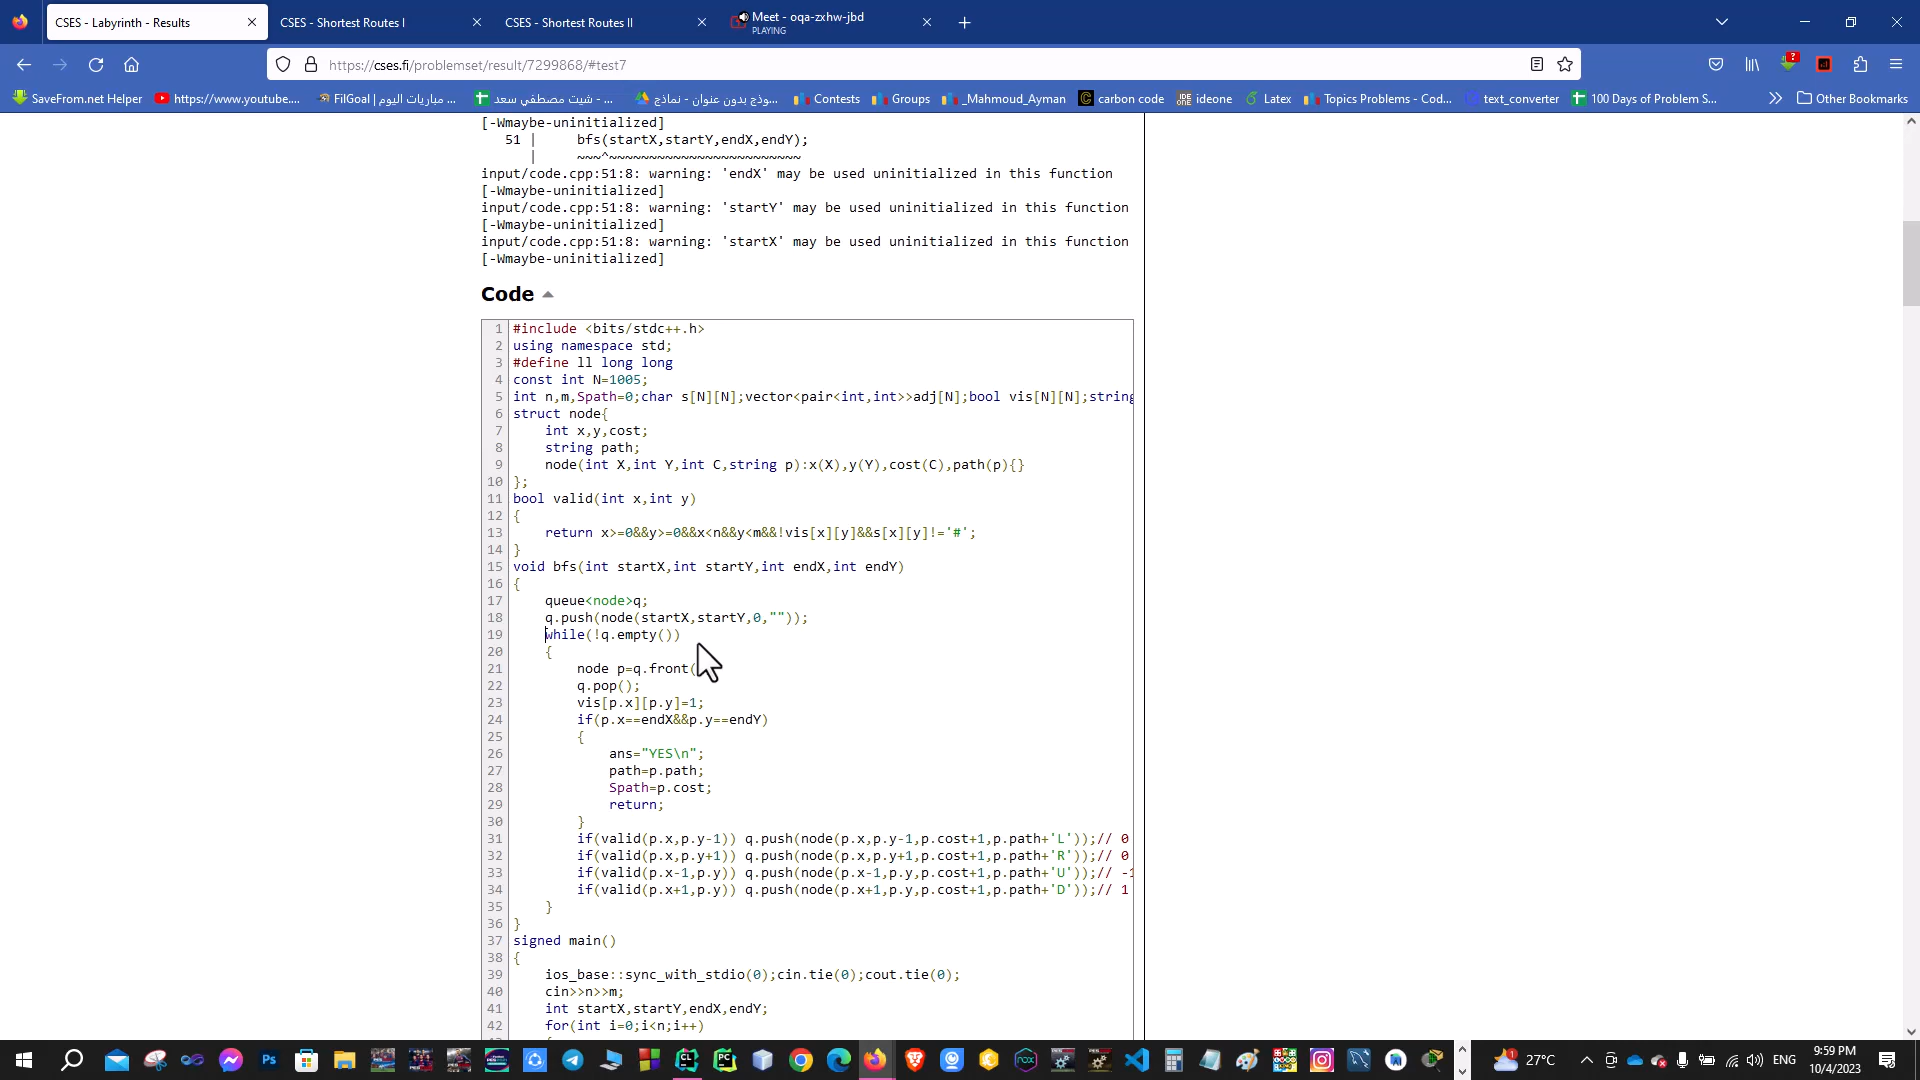 CSES - Labyrinth - Results
CSES - Shortest Routes I
CSES - Shortest Routes II
Meet - oqa-zxhw-jbd
PLAYING
https://cses.fi/problemset/result/7299868/#test7
SaveFrom.net Helper
https://www.youtube....
FilGoal | مباريات اليوم ...
شيت مصطفي سعد - ...
نموذج بدون عنوان - نماذج...
Contests
Groups
_Mahmoud_Ayman
carbon code
ideone
Latex
Topics Problems - Cod...
text_converter
100 Days of Problem S...
Other Bookmarks
[-Wmaybe-uninitialized]
51 | bfs(startX,startY,endX,endY);
| ~~~^~~~~~~~~~~~~~~~~~~~~~~~~
input/code.cpp:51:8: warning: 'endX' may be used uninitialized in this function
[-Wmaybe-uninitialized]
input/code.cpp:51:8: warning: 'startY' may be used uninitialized in this function
[-Wmaybe-uninitialized]
input/code.cpp:51:8: warning: 'startX' may be used uninitialized in this function
[-Wmaybe-uninitialized]
Code
1 #include <bits/stdc++.h>
2 using namespace std;
3 #define ll long long
4 const int N=1005;
5 int n,m,Spath=0;char s[N][N];vector<pair<int,int>>adj[N];bool vis[N][N];string
6 struct node{
7 int x,y,cost;
8 string path;
9 node(int X,int Y,int C,string p):x(X),y(Y),cost(C),path(p){}
10 };
11 bool valid(int x,int y)
12 {
13 return x>=0&&y>=0&&x<n&&y<m&&!vis[x][y]&&s[x][y]!='#';
14 }
15 void bfs(int startX,int startY,int endX,int endY)
16 {
17 queue<node>q;
18 q.push(node(startX,startY,0,""));
19 while(!q.empty())
20 {
21 node p=q.front(
22 q.pop();
23 vis[p.x][p.y]=1;
24 if(p.x==endX&&p.y==endY)
25 {
26 ans="YES\n";
27 path=p.path;
28 Spath=p.cost;
29 return;
30 }
31 if(valid(p.x,p.y-1)) q.push(node(p.x,p.y-1,p.cost+1,p.path+'L'));// 0
32 if(valid(p.x,p.y+1)) q.push(node(p.x,p.y+1,p.cost+1,p.path+'R'));// 0
33 if(valid(p.x-1,p.y)) q.push(node(p.x-1,p.y,p.cost+1,p.path+'U'));// -1
34 if(valid(p.x+1,p.y)) q.push(node(p.x+1,p.y,p.cost+1,p.path+'D'));// 1
35 }
36 }
37 signed main()
38 {
39 ios_base::sync_with_stdio(0);cin.tie(0);cout.tie(0);
40 cin>>n>>m;
41 int startX,startY,endX,endY;
42 for(int i=0;i<n;i++)
27°C
ENG
9:59 PM
10/4/2023